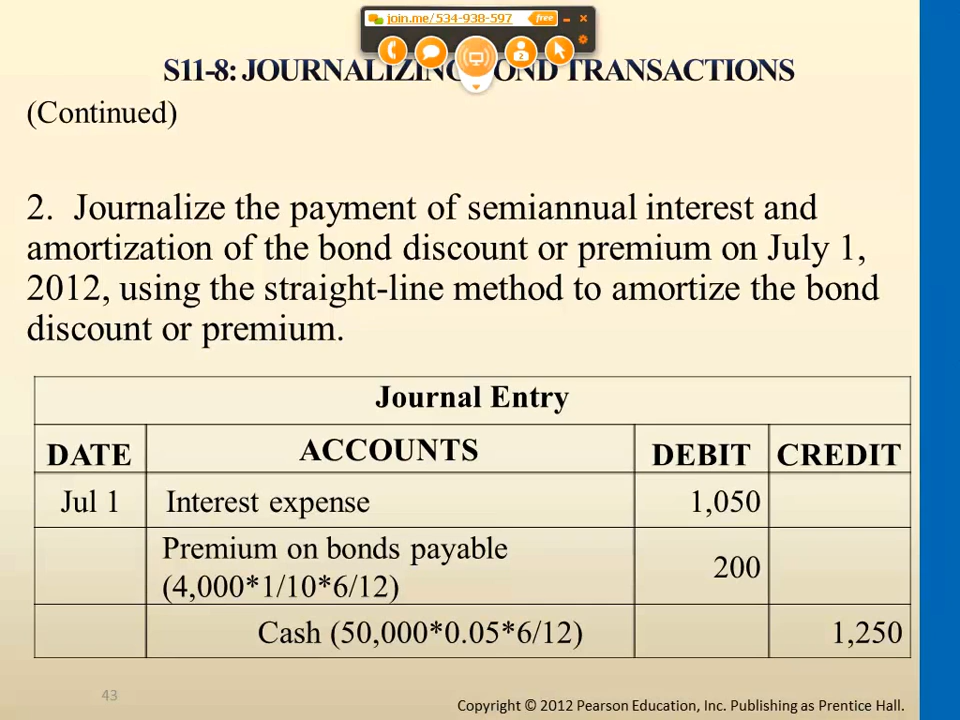 join.me/534-938-597 free
S11-8: JOURNALIZING BOND TRANSACTIONS
(Continued)
2. Journalize the payment of semiannual interest and
amortization of the bond discount or premium on July 1,
2012, using the straight-line method to amortize the bond
discount or premium.
Journal Entry
DATE ACCOUNTS DEBIT CREDIT
Jul 1 Interest expense 1,050
Premium on bonds payable
(4,000*1/10*6/12) 200
Cash (50,000*0.05*6/12) 1,250
43
Copyright © 2012 Pearson Education, Inc. Publishing as Prentice Hall.